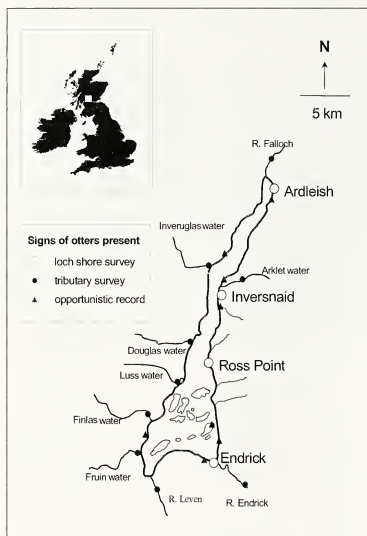 N
5 km
R. Falloch
Ardleish
Inveruglas water
Signs of otters present
loch shore survey
tributary survey
opportunistic record
Arklet water
Inversnaid
Douglas water
Ross Point
Luss water
Finlas water
Endrick
Fruin water
R. Leven
R. Endrick